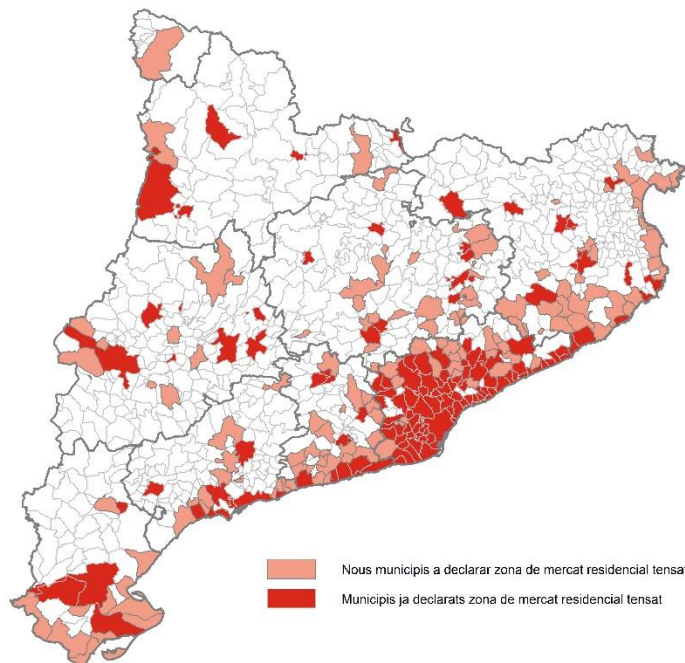 Nous municipis a declarar zona de mercat residencial tensat
Municipis ja declarats zona de mercat residencial tensat